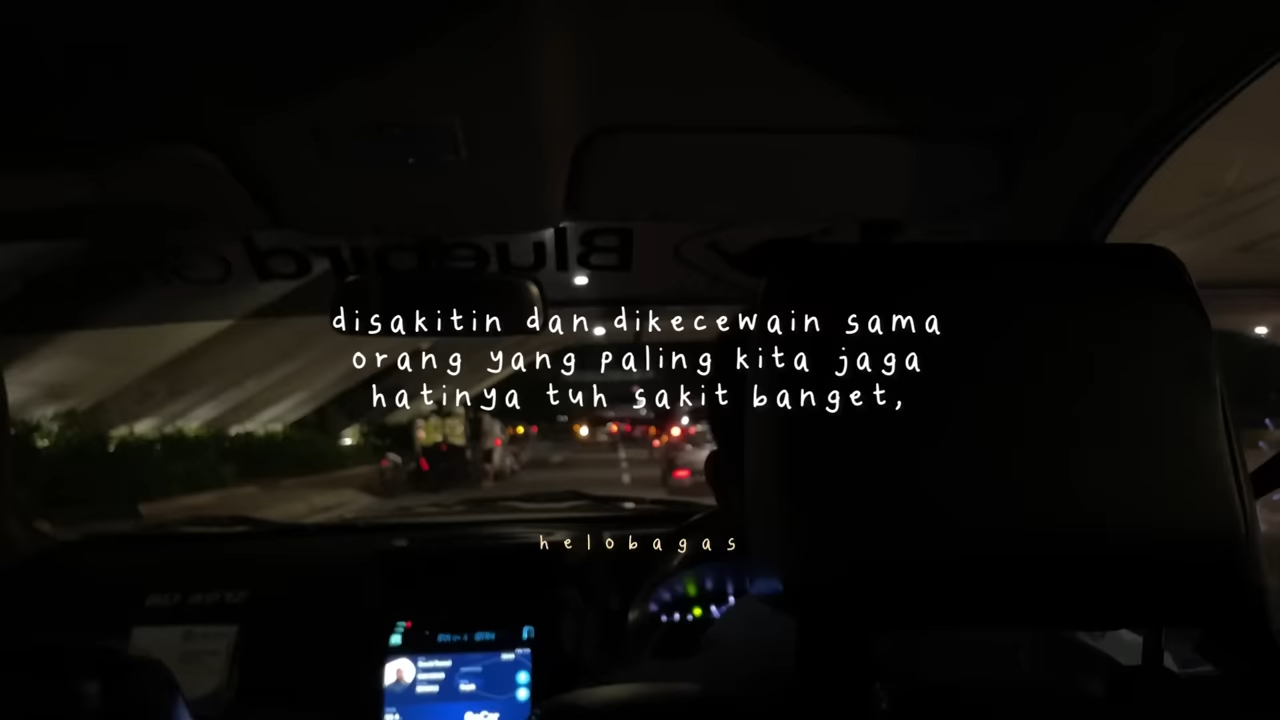 Bluebird
disakitin dan dikecewain sama
orang yang paling kita jaga
hatinya tuh sakit banget,
helobagas